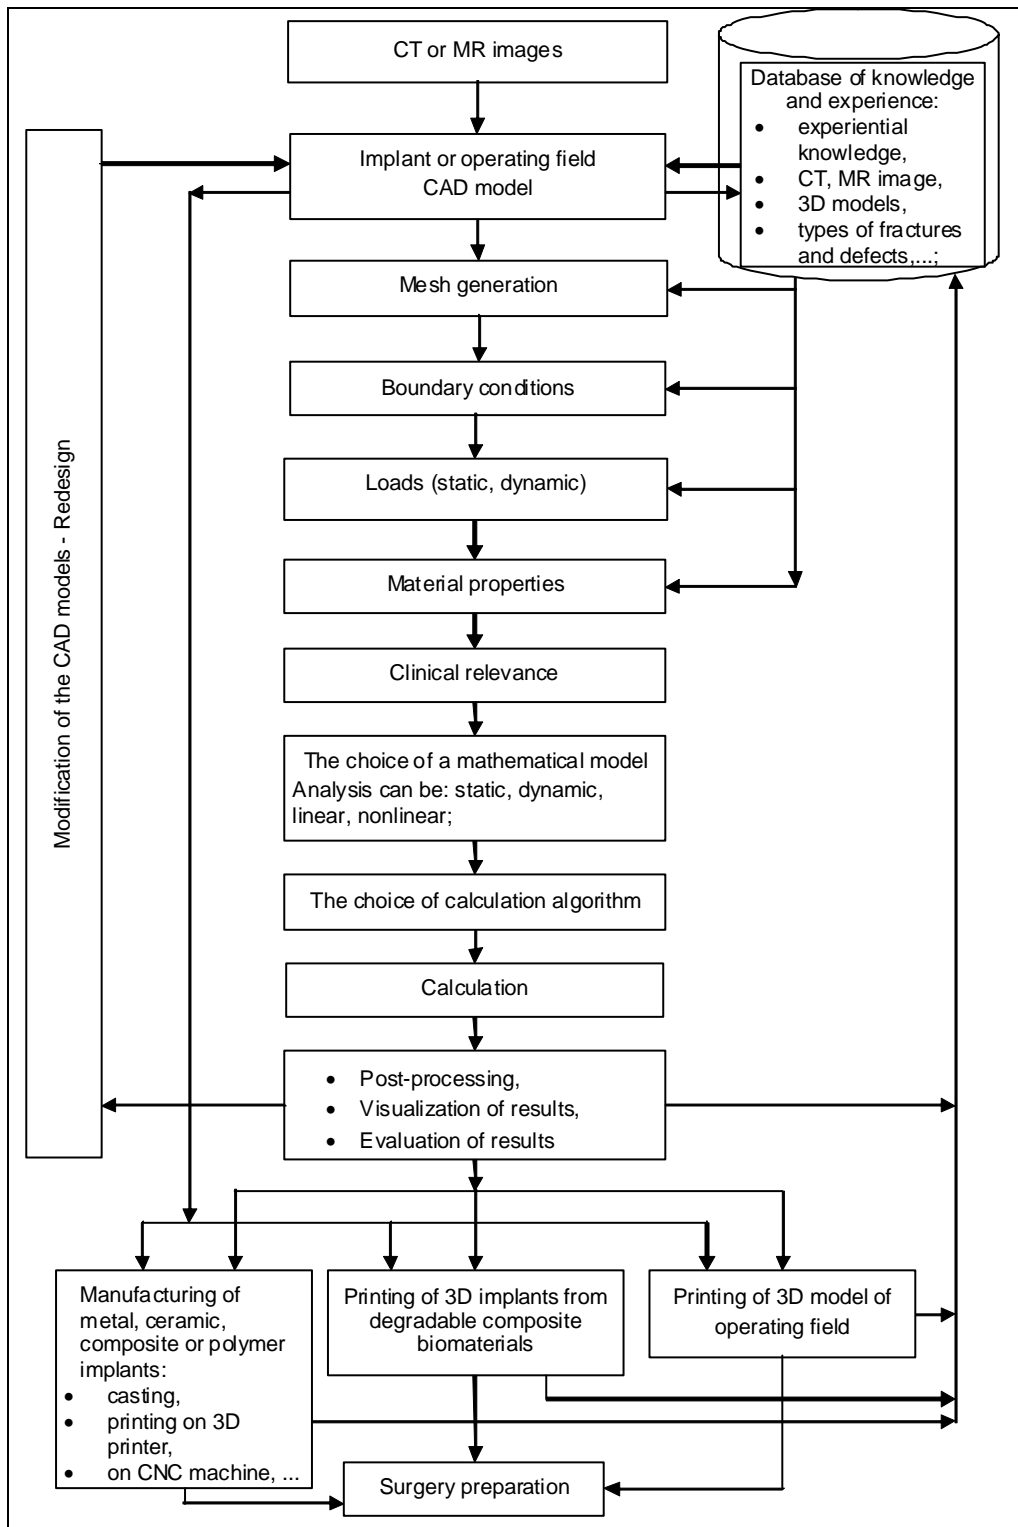 CT or MR images
Database of knowledge
and experience:
• experiential
knowledge,
• CT, MR image,
• 3D models,
• types of fractures
and defects,...;
Implant or operating field
CAD model
Mesh generation
Boundary conditions
Loads (static, dynamic)
Material properties
Clinical relevance
The choice of a mathematical model
Analysis can be: static, dynamic,
linear, nonlinear;
The choice of calculation algorithm
Calculation
• Post-processing,
• Visualization of results,
• Evaluation of results
Modification of the CAD models - Redesign
Manufacturing of
metal, ceramic,
composite or polymer
implants:
• casting,
• printing on 3D
printer,
• on CNC machine, ...
Printing of 3D implants from
degradable composite
biomaterials
Printing of 3D model of
operating field
Surgery preparation